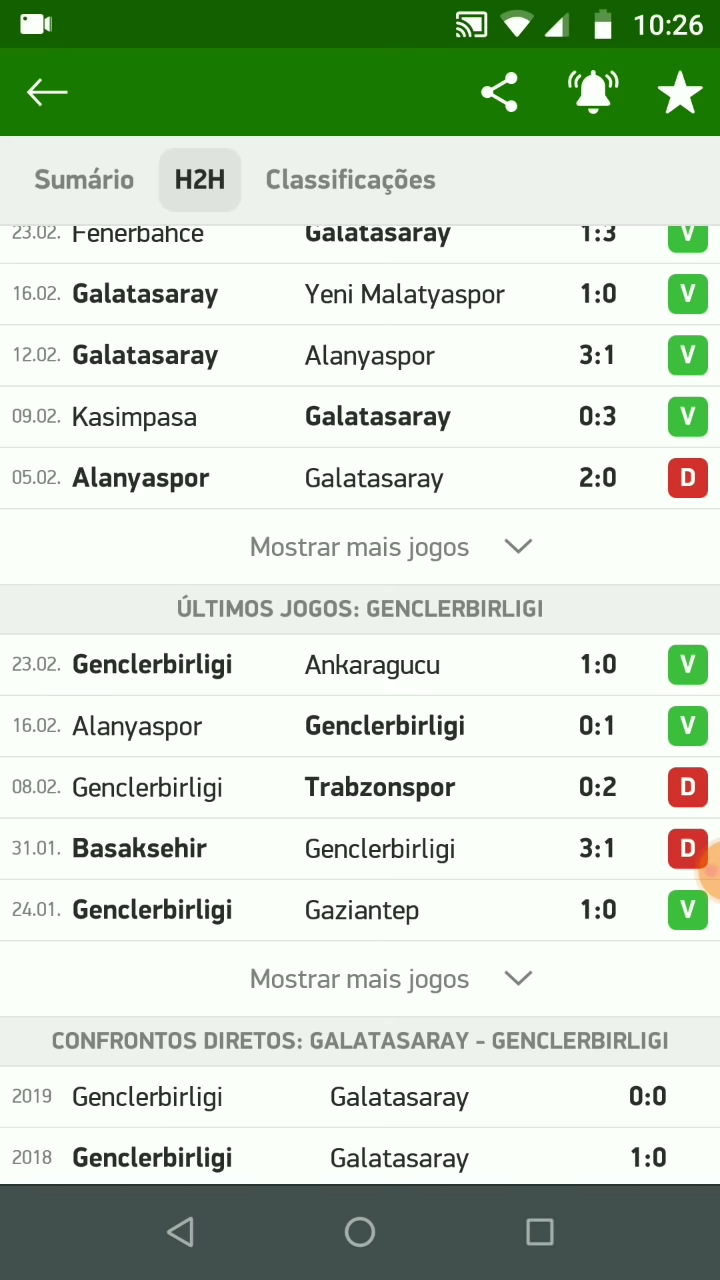 10:26
Sumário H2H Classificações
23.02. Fenerbahce Galatasaray 1:3 V
16.02. Galatasaray Yeni Malatyaspor 1:0 V
12.02. Galatasaray Alanyaspor 3:1 V
09.02. Kasimpasa Galatasaray 0:3 V
05.02. Alanyaspor Galatasaray 2:0 D
Mostrar mais jogos
ÚLTIMOS JOGOS: GENCLERBIRLIGI
23.02. Genclerbirligi Ankaragucu 1:0 V
16.02. Alanyaspor Genclerbirligi 0:1 V
08.02. Genclerbirligi Trabzonspor 0:2 D
31.01. Basaksehir Genclerbirligi 3:1 D
24.01. Genclerbirligi Gaziantep 1:0 V
Mostrar mais jogos
CONFRONTOS DIRETOS: GALATASARAY - GENCLERBIRLIGI
2019 Genclerbirligi Galatasaray 0:0
2018 Genclerbirligi Galatasaray 1:0